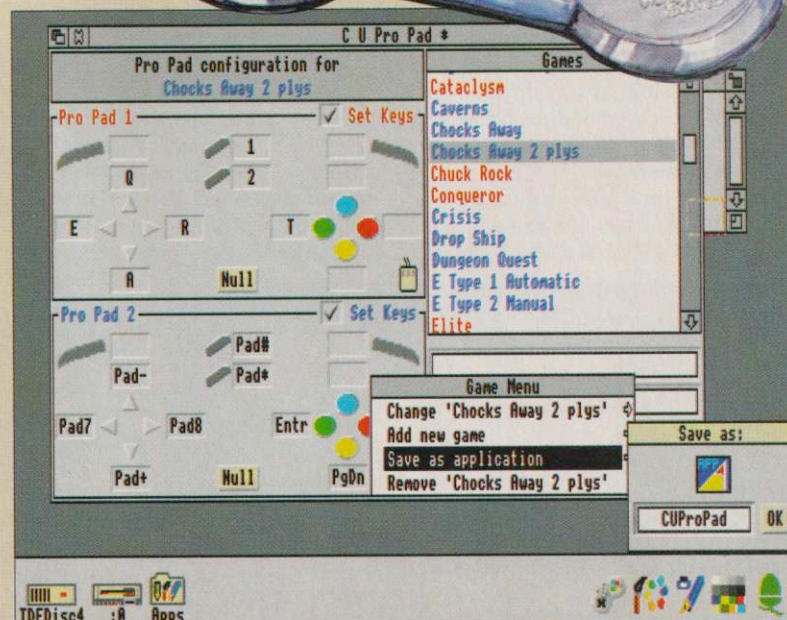 C U Pro Pad *
Pro Pad configuration for
Chocks Away 2 plys
Pro Pad 1
Set Keys
1
Q
2
E
R
T
A
Null
Pro Pad 2
Set Keys
Pad#
Pad-
Pad*
Pad7
Pad8
Entr
Pad+
Null
PgDn
Games
Cataclysm
Caverns
Chocks Away
Chocks Away 2 plys
Chuck Rock
Conqueror
Crisis
Drop Ship
Dungeon Quest
E Type 1 Automatic
E Type 2 Manual
Elite
Game Menu
Change 'Chocks Away 2 plys'
Add new game
Save as application
Remove 'Chocks Away 2 plys'
Save as:
APP
CUProPad
OK
TDFDisc4
:0
Apps